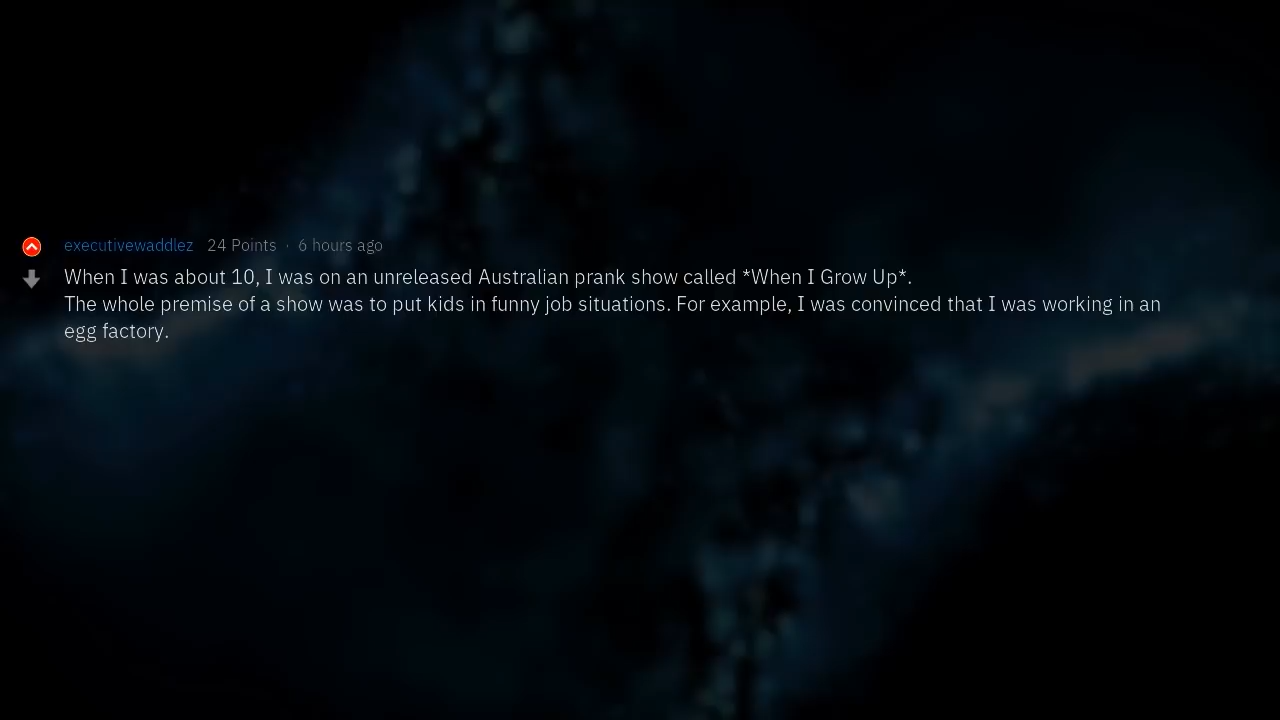 executivewaddlez 24 Points · 6 hours ago
When I was about 10, I was on an unreleased Australian prank show called *When I Grow Up*.
The whole premise of a show was to put kids in funny job situations. For example, I was convinced that I was working in an
egg factory.